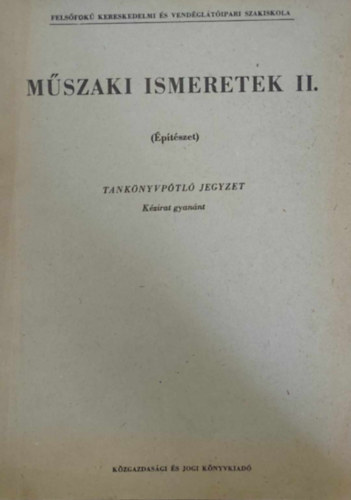 FELSŐFOKÚ KERESKEDELMI ÉS VENDÉGLÁTÓIPARI SZAKISKOLA
MŰSZAKI ISMERETEK II.
(Építészet)
TANKÖNYVPÓTLÓ JEGYZET
Kézirat gyanánt
KÖZGAZDASÁGI ÉS JOGI KÖNYVKIADÓ